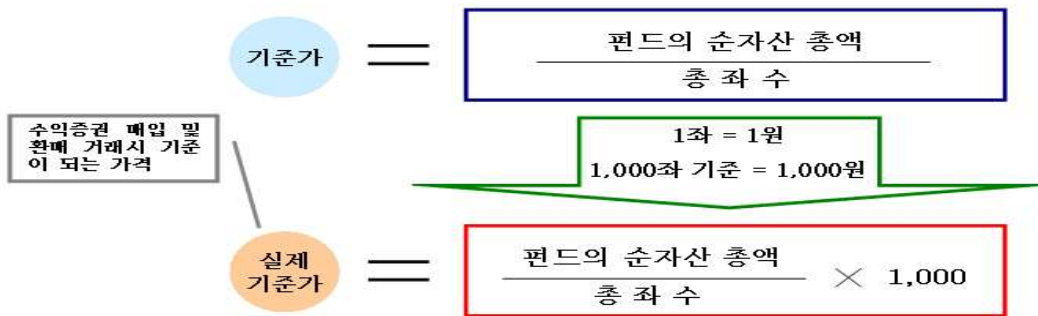 기준가
펀드의 순자산 총액
총 좌 수
수익증권 매입 및
환매 거래시 기준
이 되는 가격
1좌 = 1원
1,000좌 기준 = 1,000원
실제
기준가
펀드의 순자산 총액
총 좌 수
× 1,000